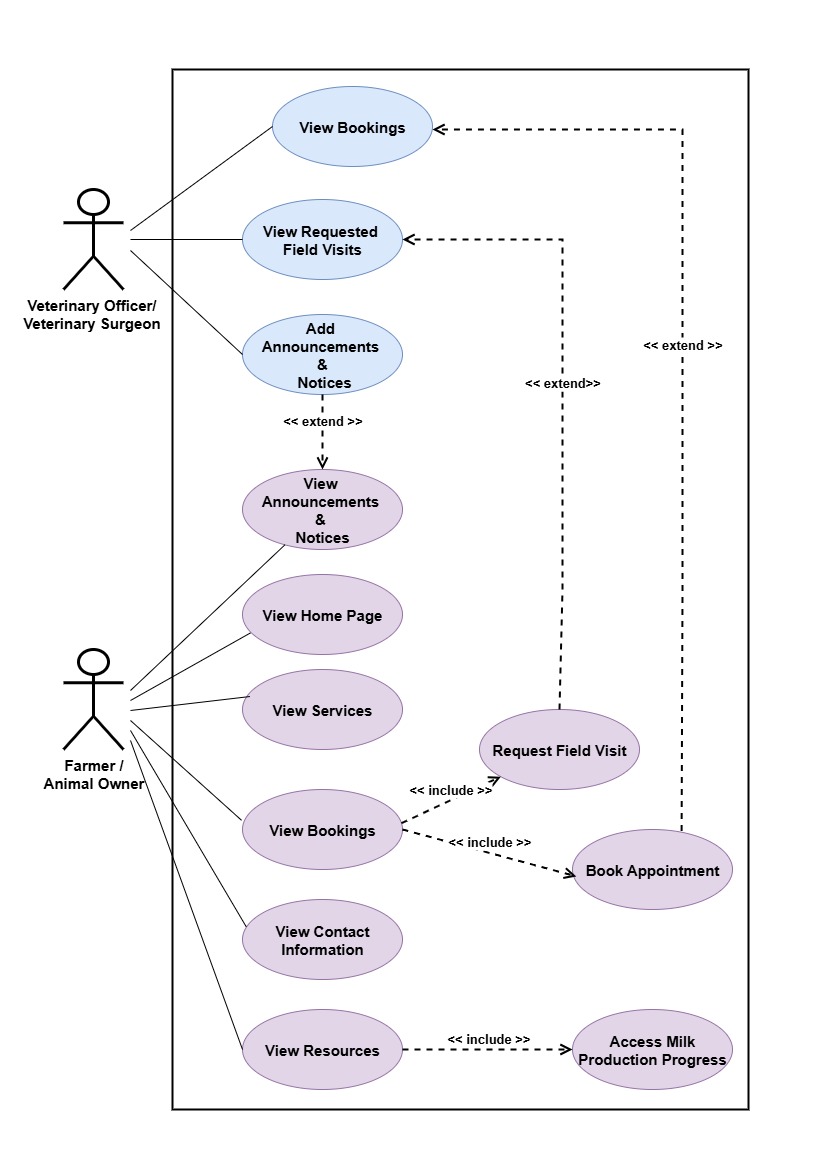 View Bookings
View Requested
Field Visits
Veterinary Officer/
Veterinary Surgeon
Add
Announcements
&
Notices
<< extend >>
<< extend>>
<< extend >>
View
Announcements
&
Notices
View Home Page
View Services
Farmer /
Animal Owner
Request Field Visit
<< include >>
View Bookings
<< include >>
Book Appointment
View Contact
Information
View Resources
<< include >>
Access Milk
Production Progress